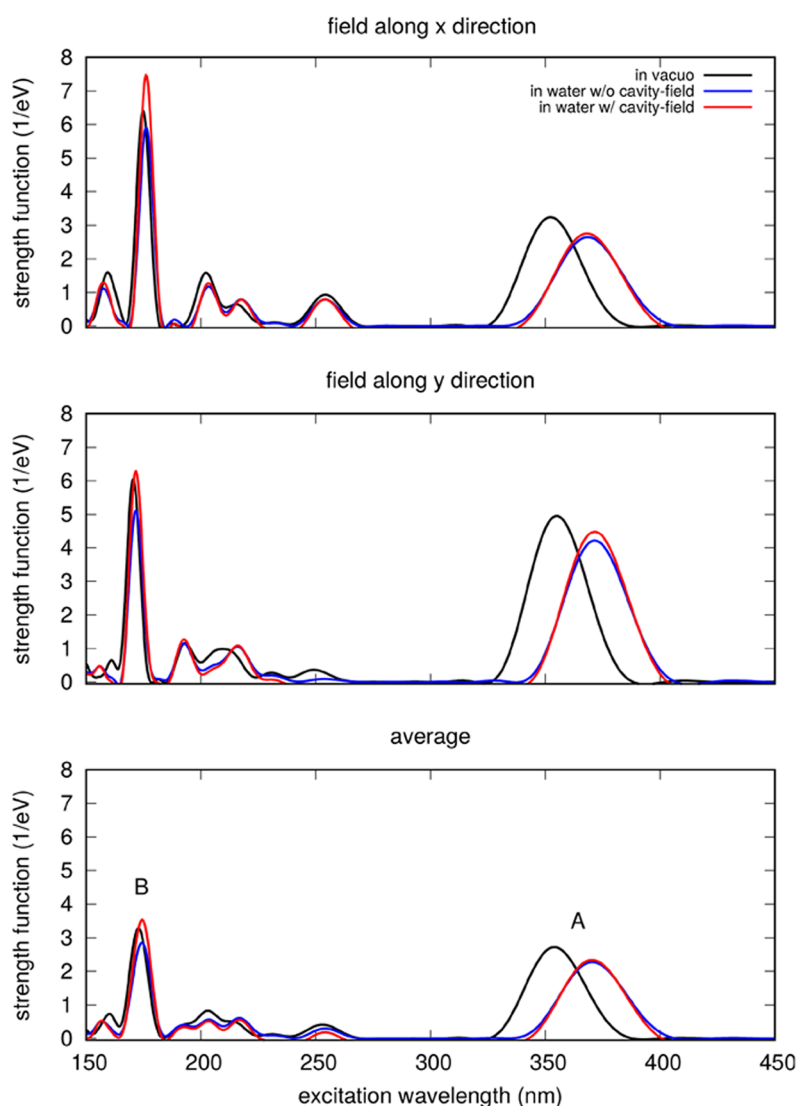 field along x direction
8
7
6
5
4
3
2
1
0
strength function (1/eV)
in vacuo
in water w/o cavity-field
in water w/ cavity-field
field along y direction
8
7
6
5
4
3
2
1
0
strength function (1/eV)
average
8
7
6
5
4
3
2
1
0
strength function (1/eV)
B
A
150 200 250 300 350 400 450
excitation wavelength (nm)